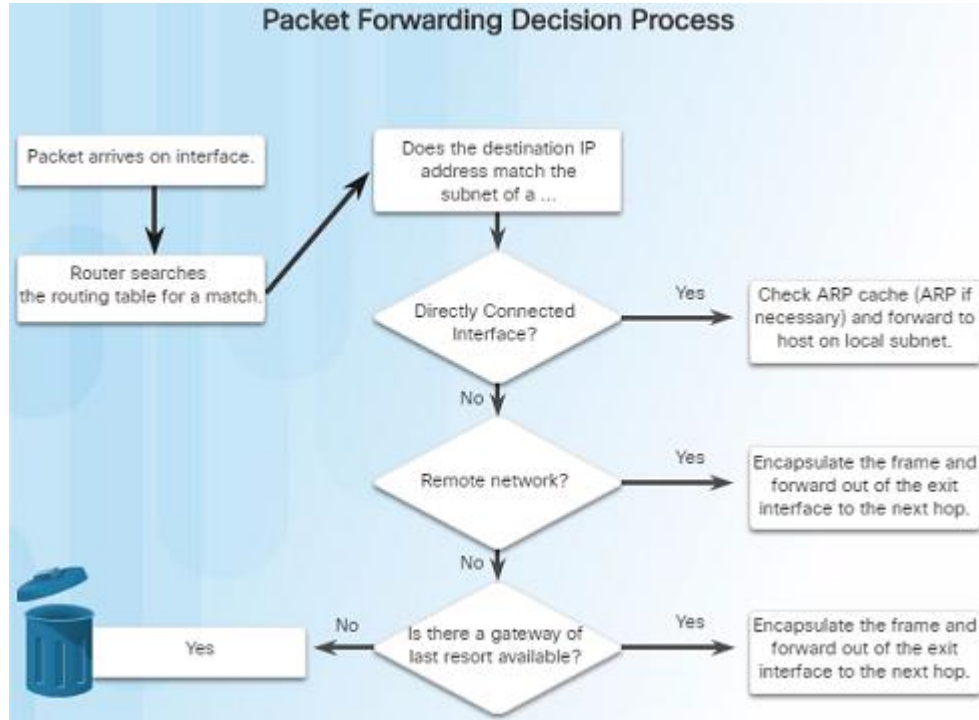 Packet Forwarding Decision Process
Packet arrives on interface.
Router searches
the routing table for a match.
Does the destination IP
address match the
subnet of a ...
Directly Connected
Interface?
Yes
Check ARP cache (ARP if
necessary) and forward to
host on local subnet.
No
Remote network?
Yes
Encapsulate the frame and
forward out of the exit
interface to the next hop.
No
Is there a gateway of
last resort available?
Yes
Encapsulate the frame and
forward out of the exit
interface to the next hop.
No
Yes